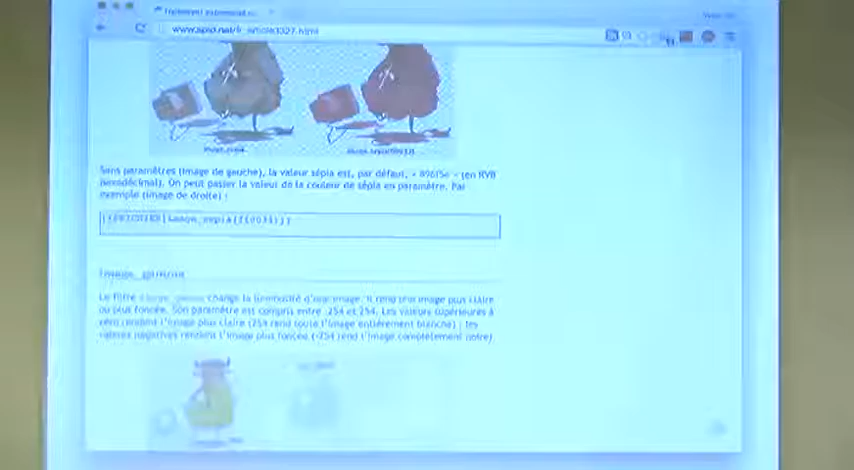 www.spip.net/fr_article3327.html
Sans paramètres (image de gauche), la valeur sépia est, par défaut, « 896f5e » (en RVB
hexadécimal). On peut passer la valeur de la couleur de sépia en paramètre. Par
exemple (image de droite) :
image_gamma
Le filtre image_gamma change la luminosité d'une image. Il rend une image plus claire
ou plus foncée. Son paramètre est compris entre -254 et 254. Les valeurs supérieures à
zéro rendent l'image plus claire (254 rend toute l'image entièrement blanche) ; les
valeurs négatives rendent l'image plus foncée (-254 rend l'image complètement noire)